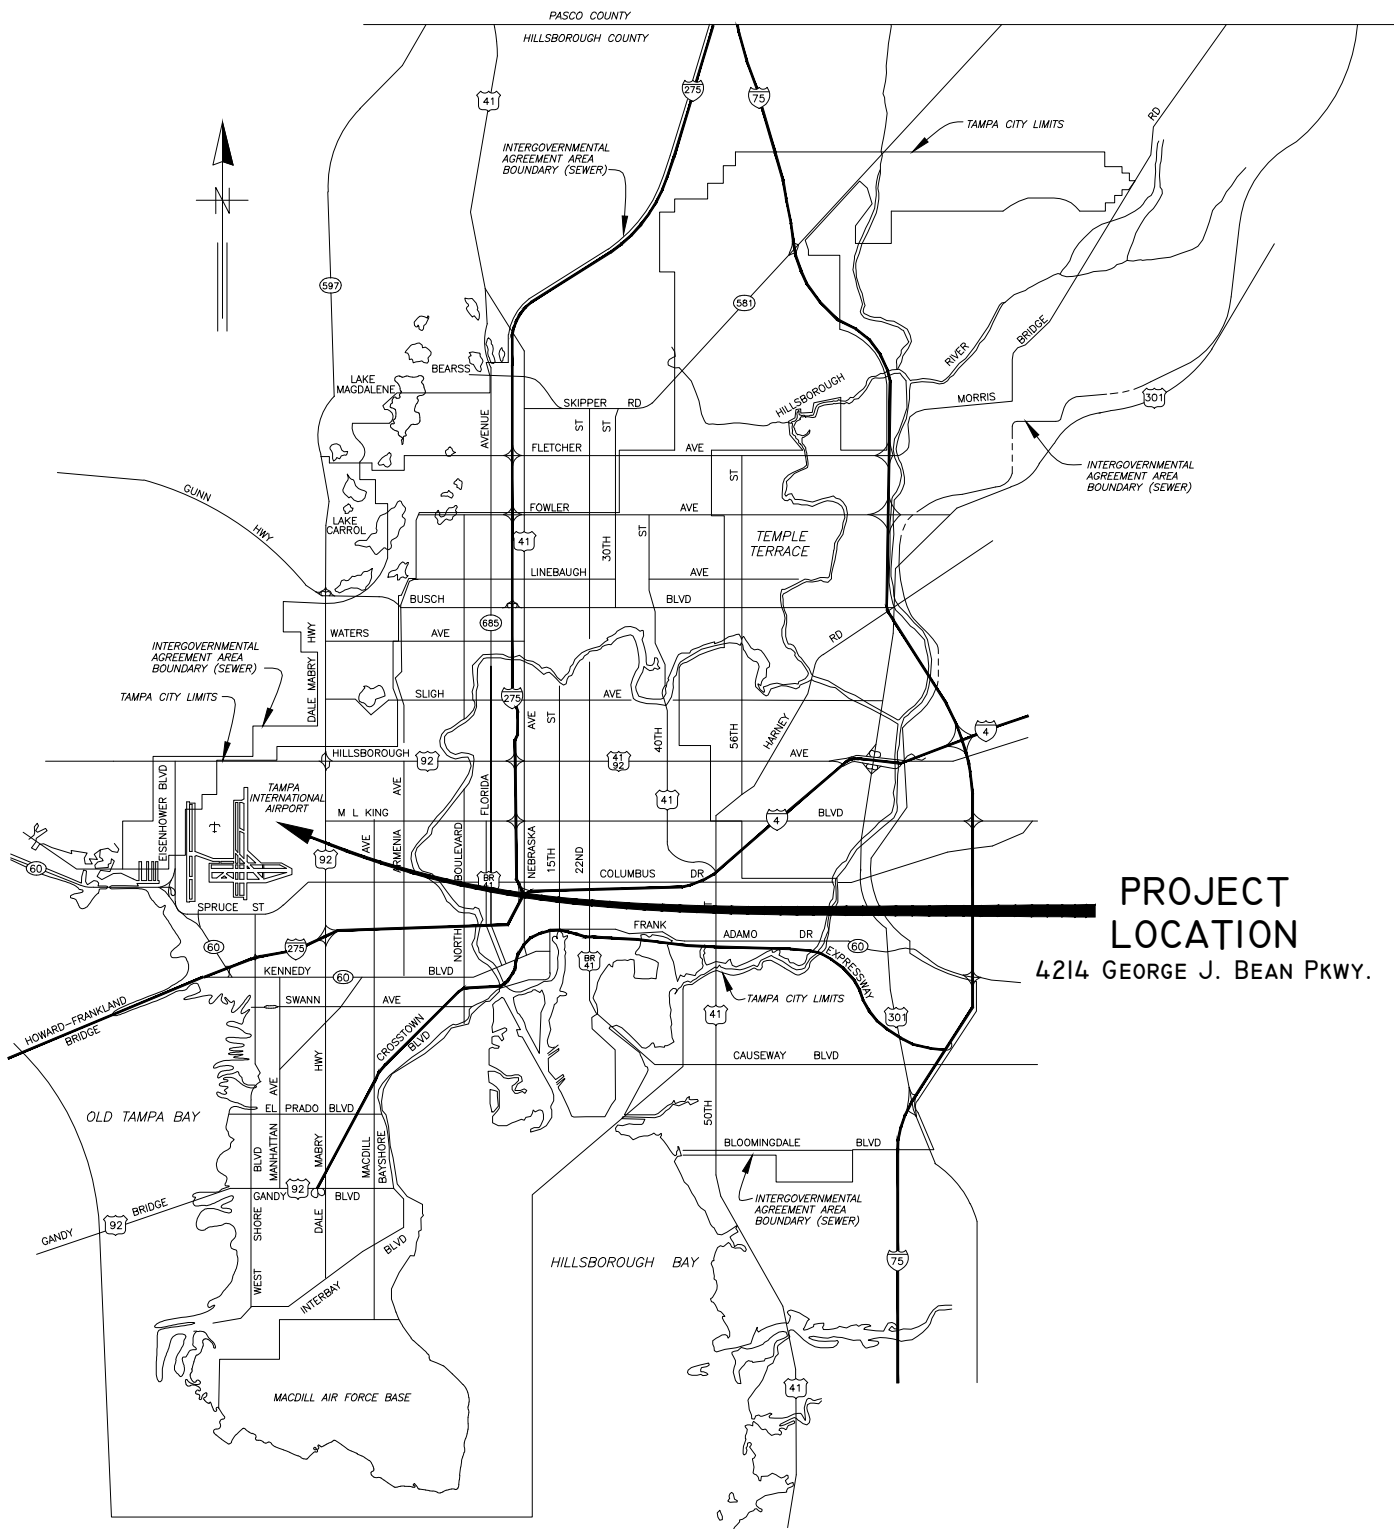 PASCO COUNTY
HILLSBOROUGH COUNTY
41
275
75
TAMPA CITY LIMITS
RD
INTERGOVERNMENTAL
AGREEMENT AREA
BOUNDARY (SEWER)
N
597
581
BRIDGE
RIVER
BEARSS
LAKE
MAGDALENE
HILLSBOROUGH
301
MORRIS
SKIPPER RD
AVENUE
ST
ST
FLETCHER AVE
INTERGOVERNMENTAL
AGREEMENT AREA
BOUNDARY (SEWER)
ST
GUNN
HWY
LAKE
CARROL
FOWLER AVE
ST
41
30TH
TEMPLE
TERRACE
LINEBAUGH AVE
BUSCH BLVD
685
WATERS AVE
HWY
RD
INTERGOVERNMENTAL
AGREEMENT AREA
BOUNDARY (SEWER)
TAMPA CITY LIMITS
DALE MABRY
SLIGH AVE
275
AVE
ST
40TH
56TH
HARNEY
4
HILLSBOROUGH AVE
92
41
92
EISENHOWER BLVD
TAMPA
INTERNATIONAL
AIRPORT
AVE
FLORIDA
41
M L KING BLVD
4
AVE
ARMENIA
BOULEVARD
NEBRASKA
15TH
22ND
60
92
BR
41
COLUMBUS DR
PROJECT
LOCATION
4214 GEORGE J. BEAN PKWY.
SPRUCE ST
ST
FRANK
ADAMO DR
60
60
275
NORTH
EXPRESSWAY
KENNEDY 60 BLVD
BR
41
TAMPA CITY LIMITS
SWANN AVE
HOWARD-FRANKLAND
BRIDGE
41
301
CROSSTOWN
BLVD
HWY
CAUSEWAY BLVD
AVE
OLD TAMPA BAY
EL PRADO BLVD
50TH
BLVD
MANHATTAN
MABRY
MACDILL
BAYSHORE
BLOOMINGDALE BLVD
92
GANDY BLVD
INTERGOVERNMENTAL
AGREEMENT AREA
BOUNDARY (SEWER)
GANDY 92 BRIDGE
SHORE
DALE
BLVD
HILLSBOROUGH BAY
75
WEST
INTERBAY
41
MACDILL AIR FORCE BASE